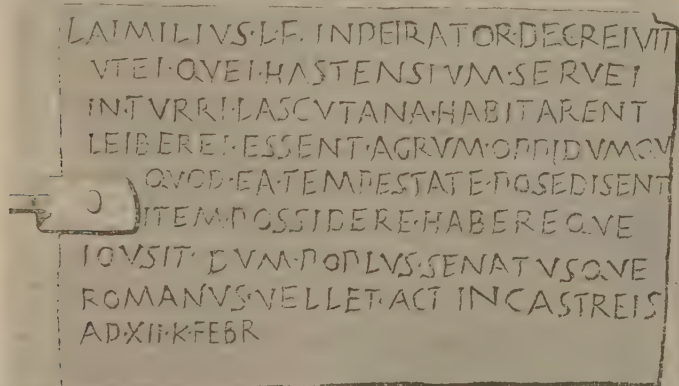 L·AIMILIVS·L·F·INPEIRATOR·DECREIVIT
VTEI·QVEI·HASTENSIVM·SERVEI
IN·TVRRI·LASCVTANA·HABITARENT
LEIBEREI·ESSENT·AGRVM·OPPIDVMQV
QVOD·EA·TEMPESTATE·POSEDISENT
ITEM·POSSIDERE·HABEREQVE
IOVSIT·DVM·POPLVS·SENATVSQVE
ROMANVS·VELLET·ACT·IN CASTREIS
A·D·XII·K·FEBR